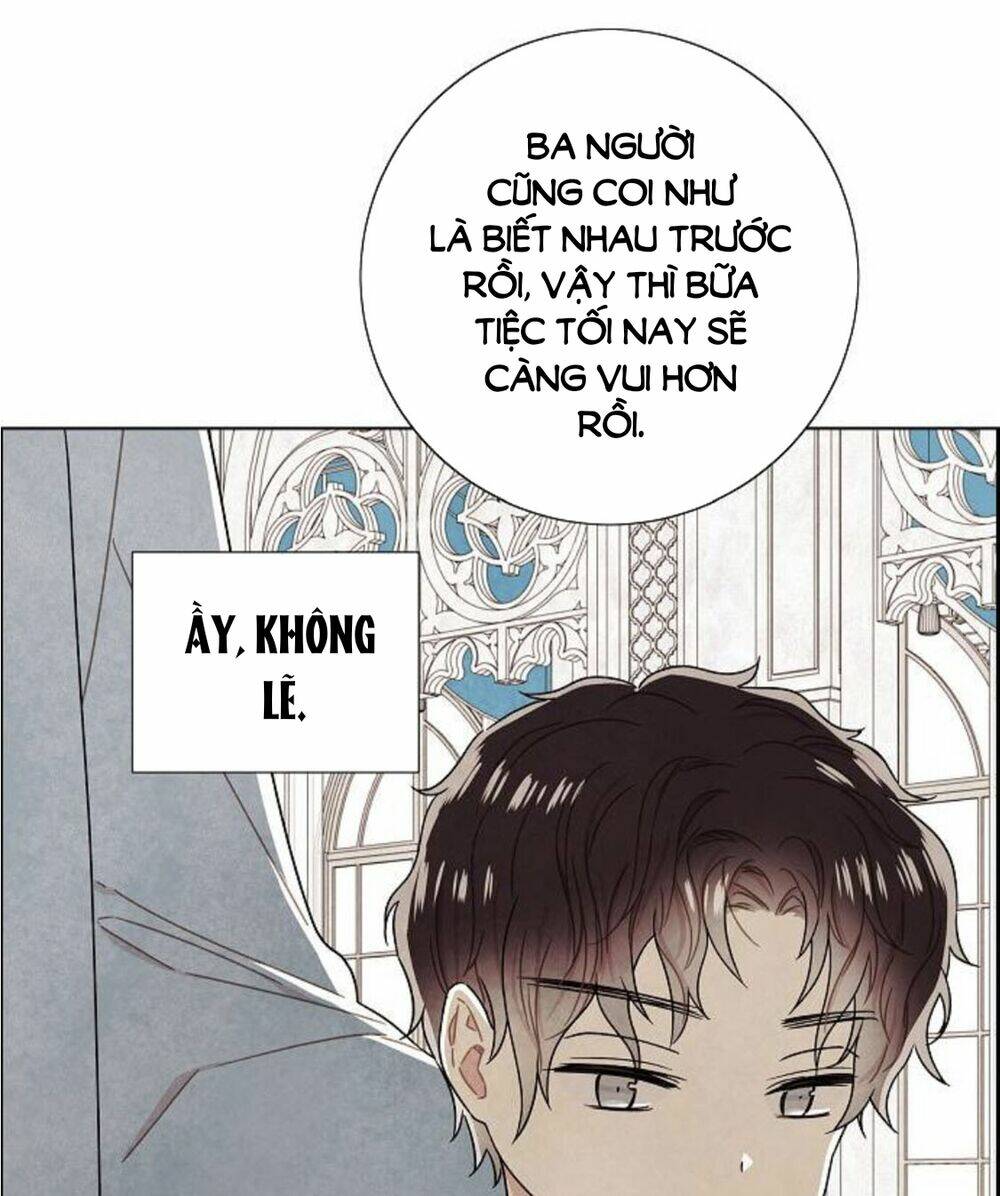 BA NGƯỜI
CŨNG COI NHƯ
LÀ BIẾT NHAU TRƯỚC
RỒI, VẬY THÌ BỮA
TIỆC TỐI NAY SẼ
CÀNG VUI HƠN
RỒI.
ẦY, KHÔNG
LẼ.